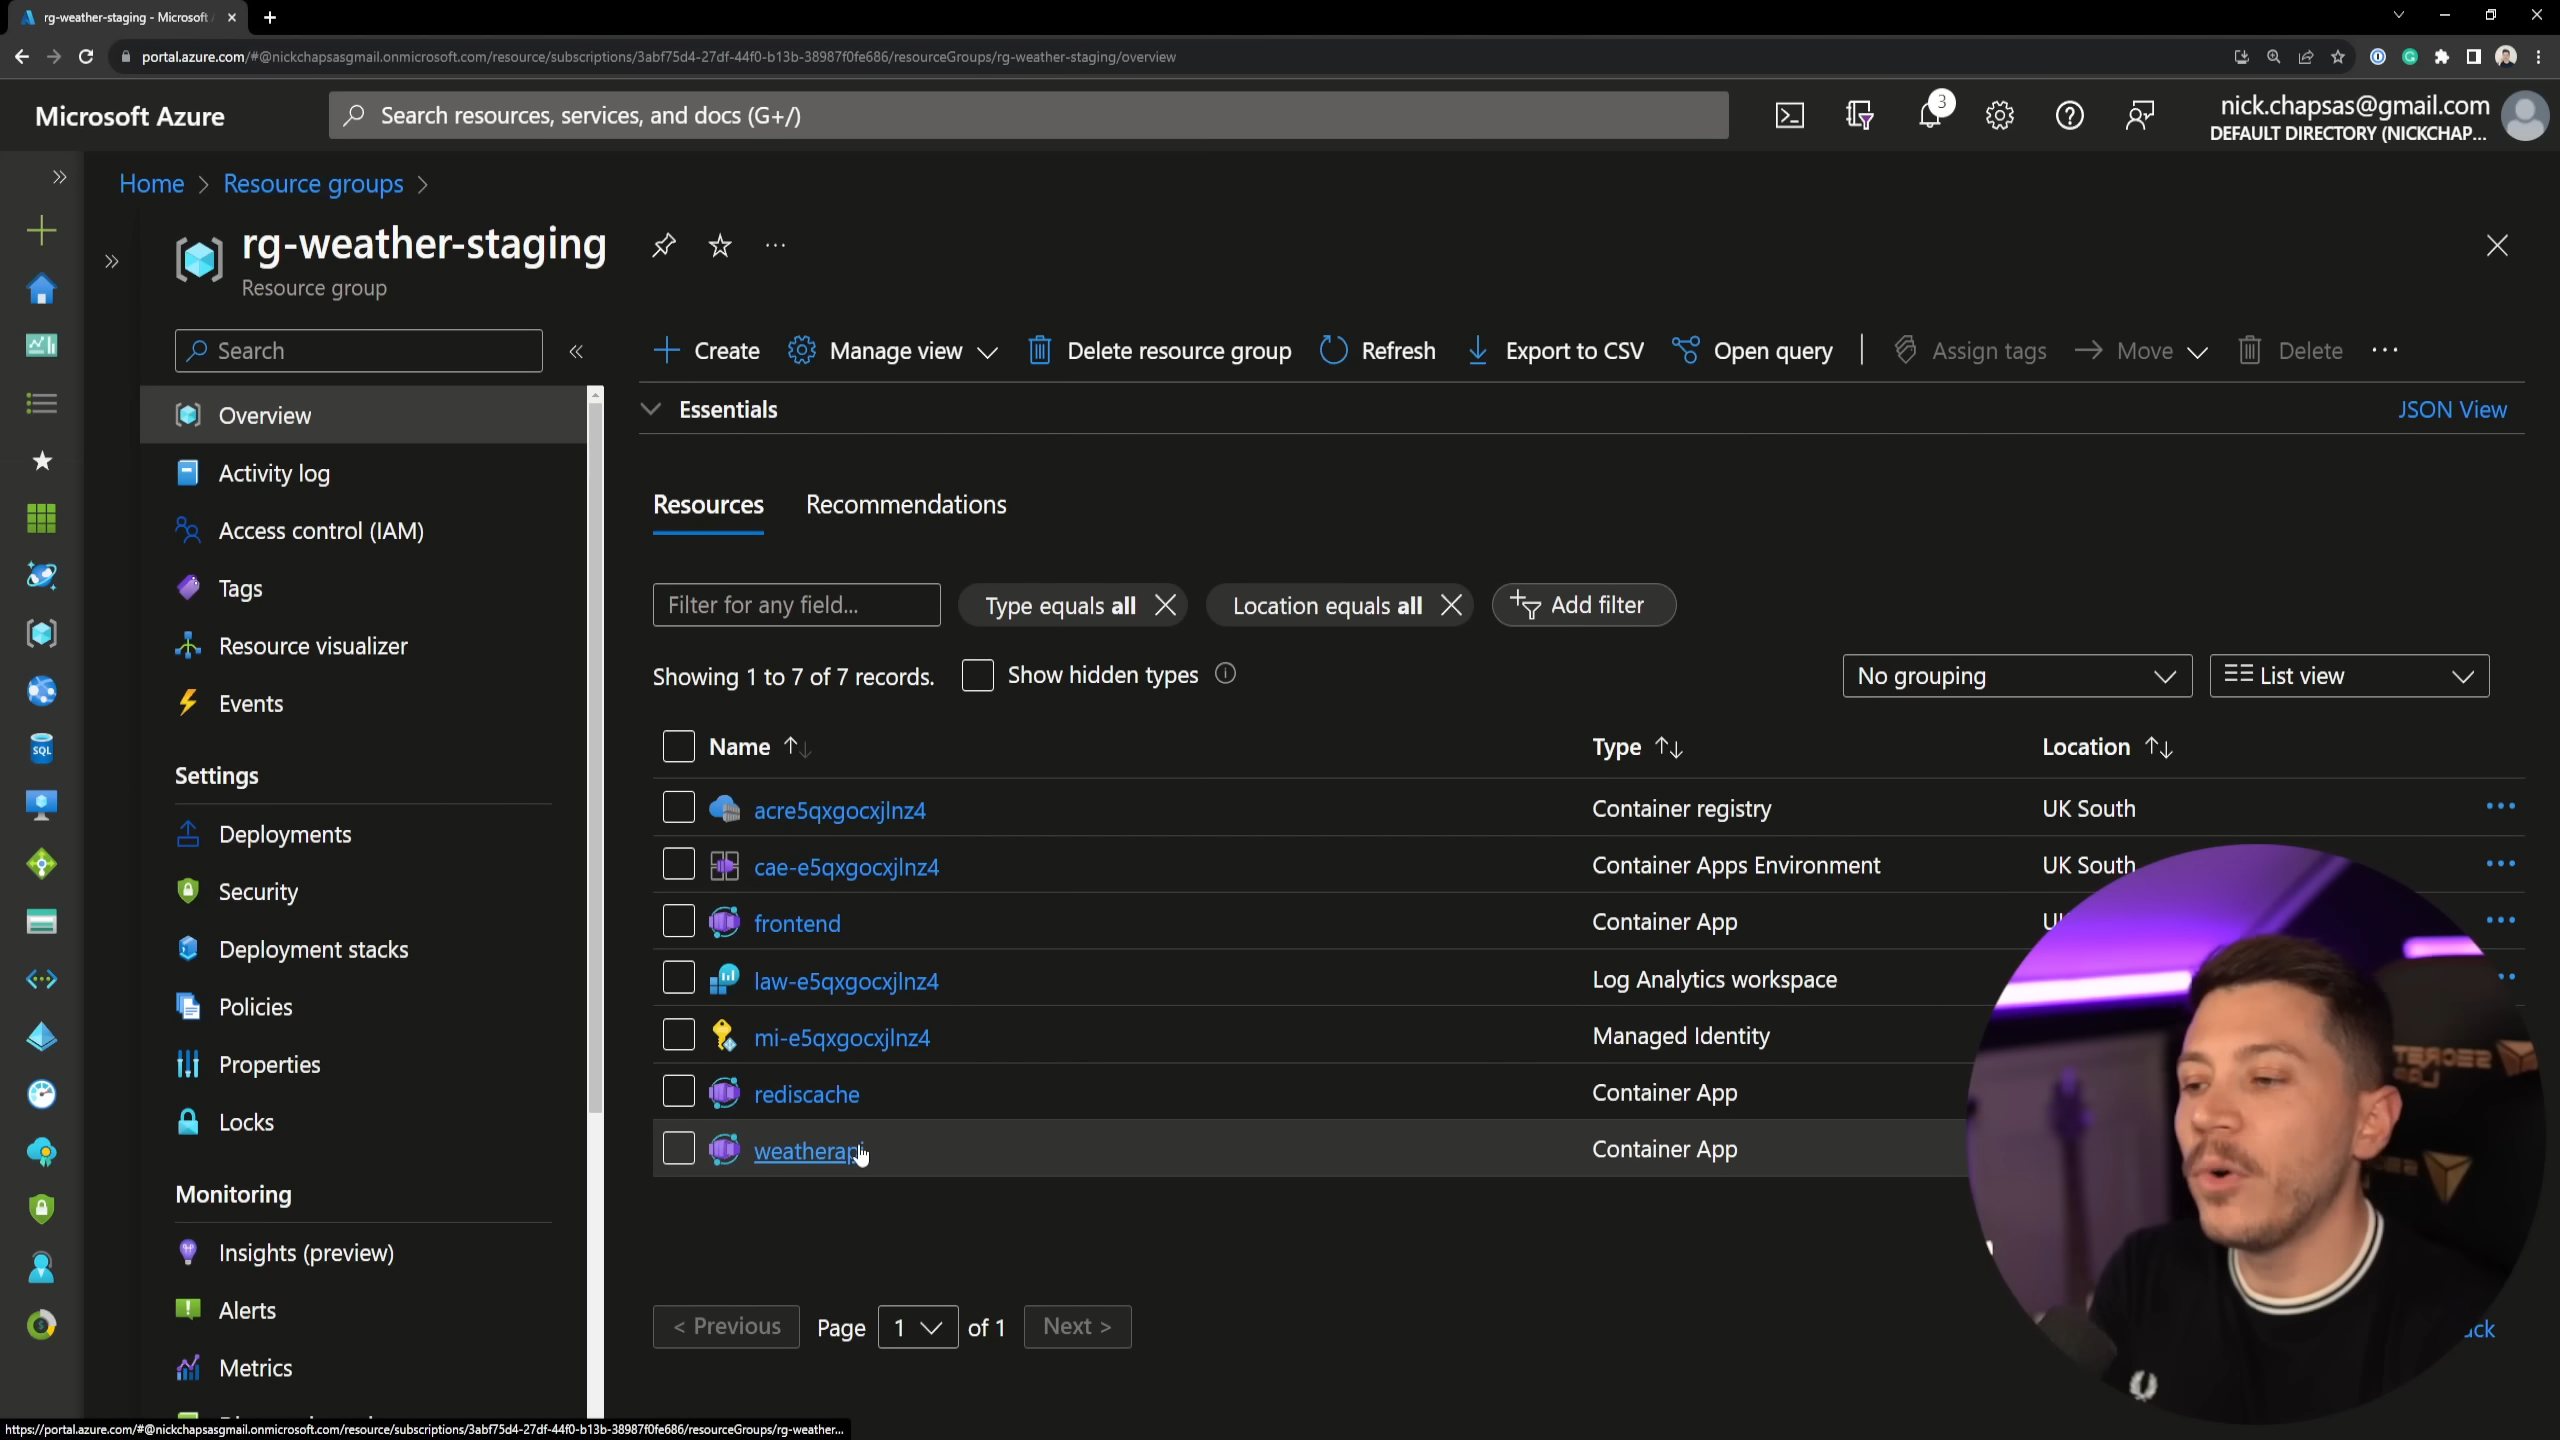 rg-weather-staging - Microsoft
portal.azure.com/#@nickchapsasgmail.onmicrosoft.com/resource/subscriptions/3abf75d4-27df-44f0-b13b-38987f0fe686/resourceGroups/rg-weather-staging/overview
Microsoft Azure
Search resources, services, and docs (G+/)
3
nick.chapsas@gmail.com
DEFAULT DIRECTORY (NICKCHAP...
Home > Resource groups >
rg-weather-staging
Resource group
Search
Create
Manage view
Delete resource group
Refresh
Export to CSV
Open query
Assign tags
Move
Delete
Overview
Activity log
Access control (IAM)
Tags
Resource visualizer
Events
Settings
Deployments
Security
Deployment stacks
Policies
Properties
Locks
Monitoring
Insights (preview)
Alerts
Metrics
Essentials
JSON View
Resources
Recommendations
Filter for any field...
Type equals all
Location equals all
Add filter
Showing 1 to 7 of 7 records.
Show hidden types
No grouping
List view
Name Type Location
acre5qxgocxjlnz4 Container registry UK South
cae-e5qxgocxjlnz4 Container Apps Environment UK South
frontend Container App
law-e5qxgocxjlnz4 Log Analytics workspace
mi-e5qxgocxjlnz4 Managed Identity
rediscache Container App
weatherapi Container App
< Previous Page 1 of 1 Next >
https://portal.azure.com/#@nickchapsasgmail.onmicrosoft.com/resource/subscriptions/3abf75d4-27df-44f0-b13b-38987f0fe686/resourceGroups/rg-weather...